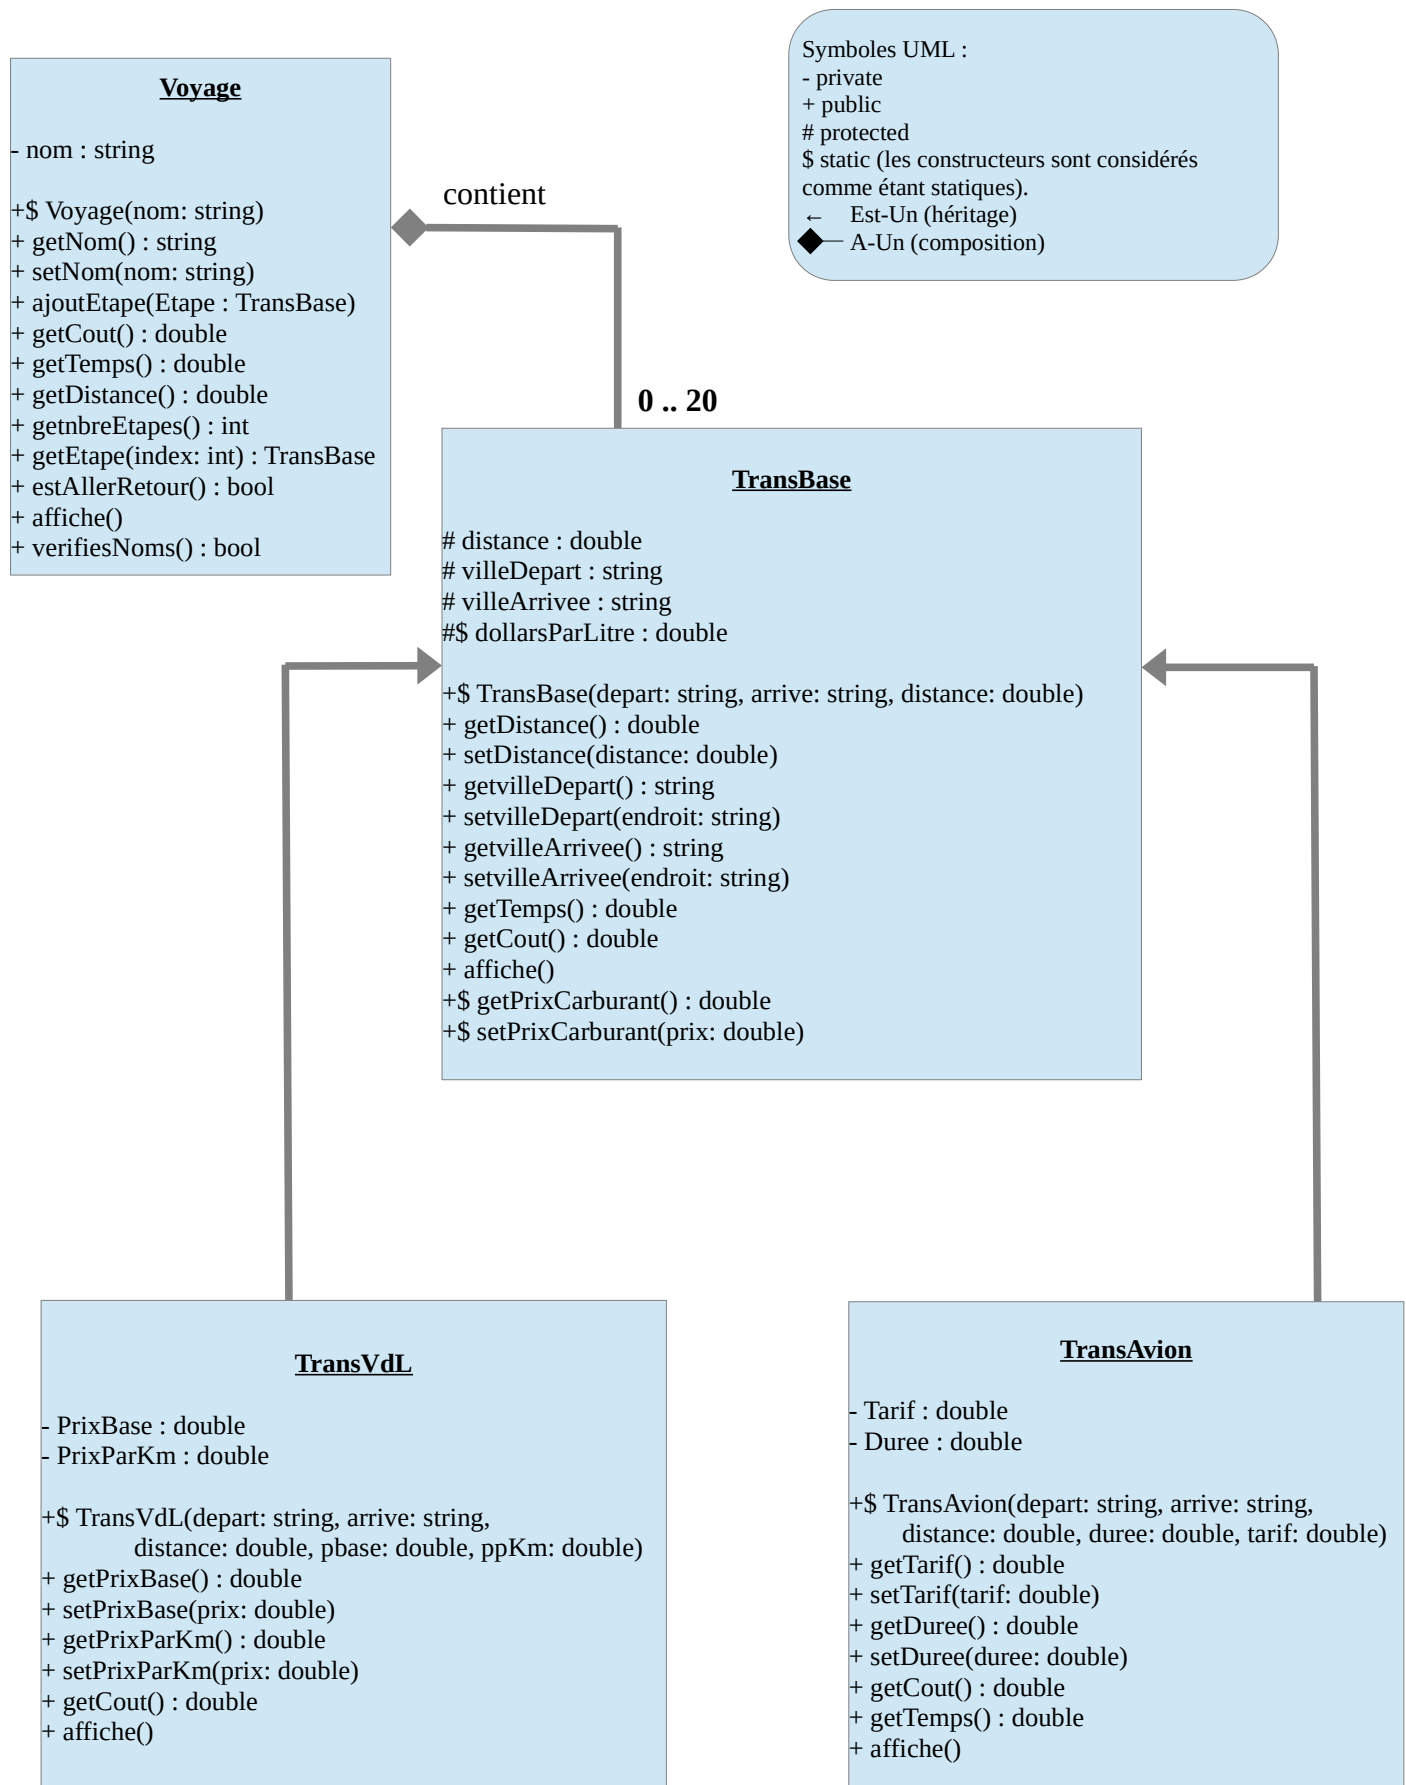 Symboles UML :
- private
+ public
# protected
$ static (les constructeurs sont considérés
comme étant statiques).
← Est-Un (héritage)
A-Un (composition)
Voyage
- nom : string
+$ Voyage(nom: string)
+ getNom() : string
+ setNom(nom: string)
+ ajoutEtape(Etape : TransBase)
+ getCout() : double
+ getTemps() : double
+ getDistance() : double
+ getnbreEtapes() : int
+ getEtape(index: int) : TransBase
+ estAllerRetour() : bool
+ affiche()
+ verifiesNoms() : bool
contient
0 .. 20
TransBase
# distance : double
# villeDepart : string
# villeArrivee : string
#$ dollarsParLitre : double
+$ TransBase(depart: string, arrive: string, distance: double)
+ getDistance() : double
+ setDistance(distance: double)
+ getvilleDepart() : string
+ setvilleDepart(endroit: string)
+ getvilleArrivee() : string
+ setvilleArrivee(endroit: string)
+ getTemps() : double
+ getCout() : double
+ affiche()
+$ getPrixCarburant() : double
+$ setPrixCarburant(prix: double)
TransVdL
- PrixBase : double
- PrixParKm : double
+$ TransVdL(depart: string, arrive: string,
distance: double, pbase: double, ppKm: double)
+ getPrixBase() : double
+ setPrixBase(prix: double)
+ getPrixParKm() : double
+ setPrixParKm(prix: double)
+ getCout() : double
+ affiche()
TransAvion
- Tarif : double
- Duree : double
+$ TransAvion(depart: string, arrive: string,
distance: double, duree: double, tarif: double)
+ getTarif() : double
+ setTarif(tarif: double)
+ getDuree() : double
+ setDuree(duree: double)
+ getCout() : double
+ getTemps() : double
+ affiche()